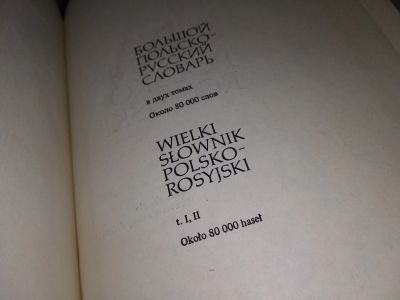 БОЛЬШОЙ
ПОЛЬСКО-
РУССКИЙ
СЛОВАРЬ
в двух томах
Около 80 000 слов
WIELKI
SŁOWNIK
POLSKO-
ROSYJSKI
t. I, II
Około 80 000 haseł